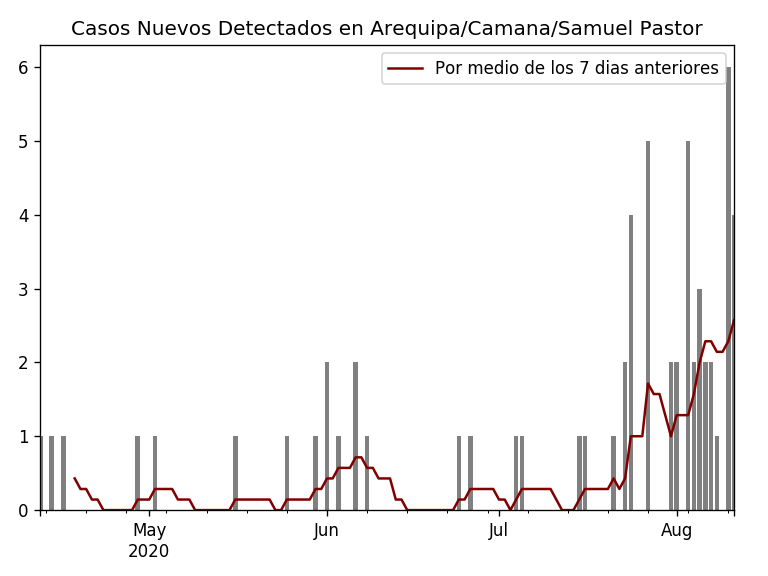 Casos Nuevos Detectados en Arequipa/Camana/Samuel Pastor
Por medio de los 7 dias anteriores
6
5
4
3
2
1
0
May Jun Jul Aug
2020